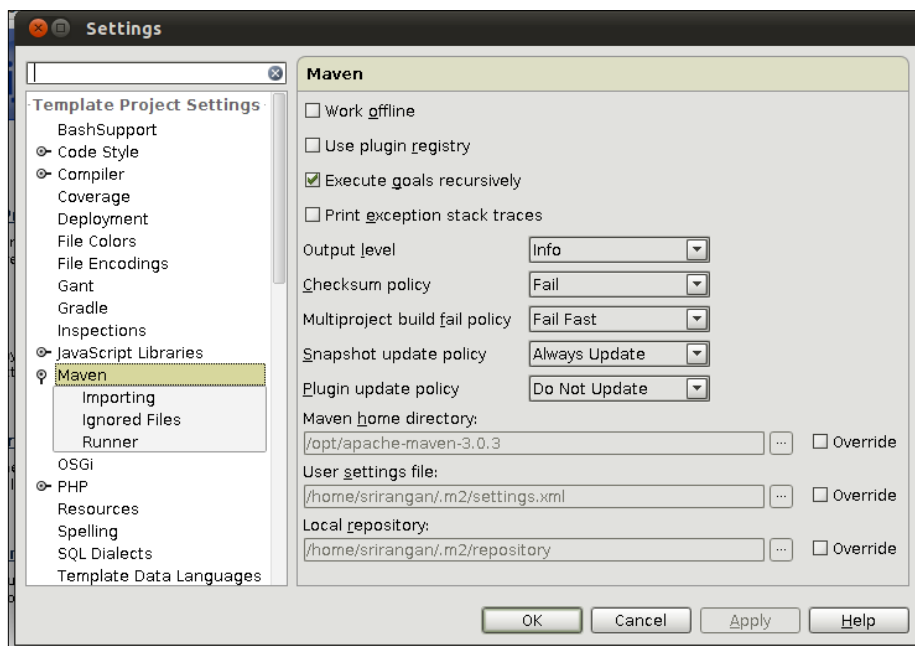 Settings
Template Project Settings
BashSupport
Code Style
Compiler
Coverage
Deployment
File Colors
File Encodings
Gant
Gradle
Inspections
JavaScript Libraries
Maven
Importing
Ignored Files
Runner
OSGi
PHP
Resources
Spelling
SQL Dialects
Template Data Languages
Maven
Work offline
Use plugin registry
Execute goals recursively
Print exception stack traces
Output level Info
Checksum policy Fail
Multiproject build fail policy Fail Fast
Snapshot update policy Always Update
Plugin update policy Do Not Update
Maven home directory:
/opt/apache-maven-3.0.3 ... Override
User settings file:
/home/srirangan/.m2/settings.xml ... Override
Local repository:
/home/srirangan/.m2/repository ... Override
OK Cancel Apply Help